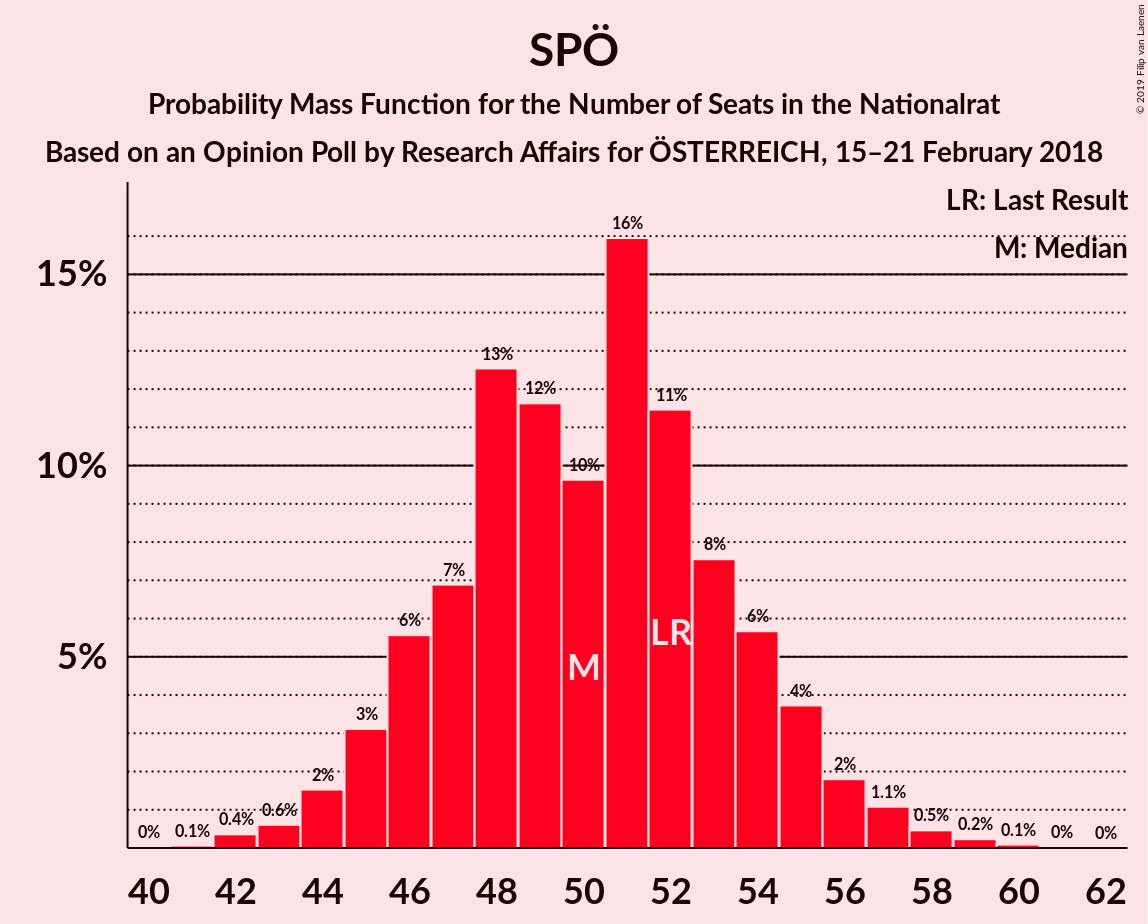 SPÖ
Probability Mass Function for the Number of Seats in the Nationalrat
Based on an Opinion Poll by Research Affairs for ÖSTERREICH, 15–21 February 2018
© 2019 Filip van Laenen
LR: Last Result
M: Median
15%
10%
5%
0% 0.1% 0.4% 0.6% 2% 3% 6% 7% 13% 12% 10% 16% 11% 8% 6% 4% 2% 1.1% 0.5% 0.2% 0.1% 0% 0%
M LR
40 42 44 46 48 50 52 54 56 58 60 62